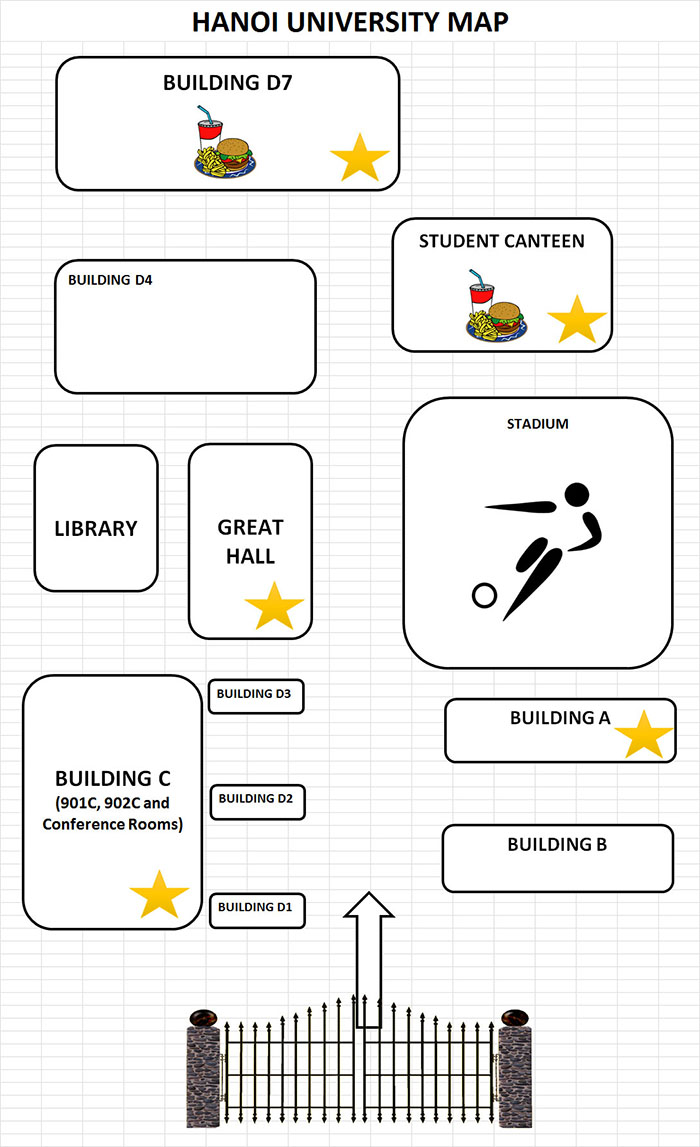 HANOI UNIVERSITY MAP
BUILDING D7
STUDENT CANTEEN
BUILDING D4
STADIUM
LIBRARY
GREAT
HALL
BUILDING D3
BUILDING A
BUILDING C
(901C, 902C and
Conference Rooms)
BUILDING D2
BUILDING B
BUILDING D1